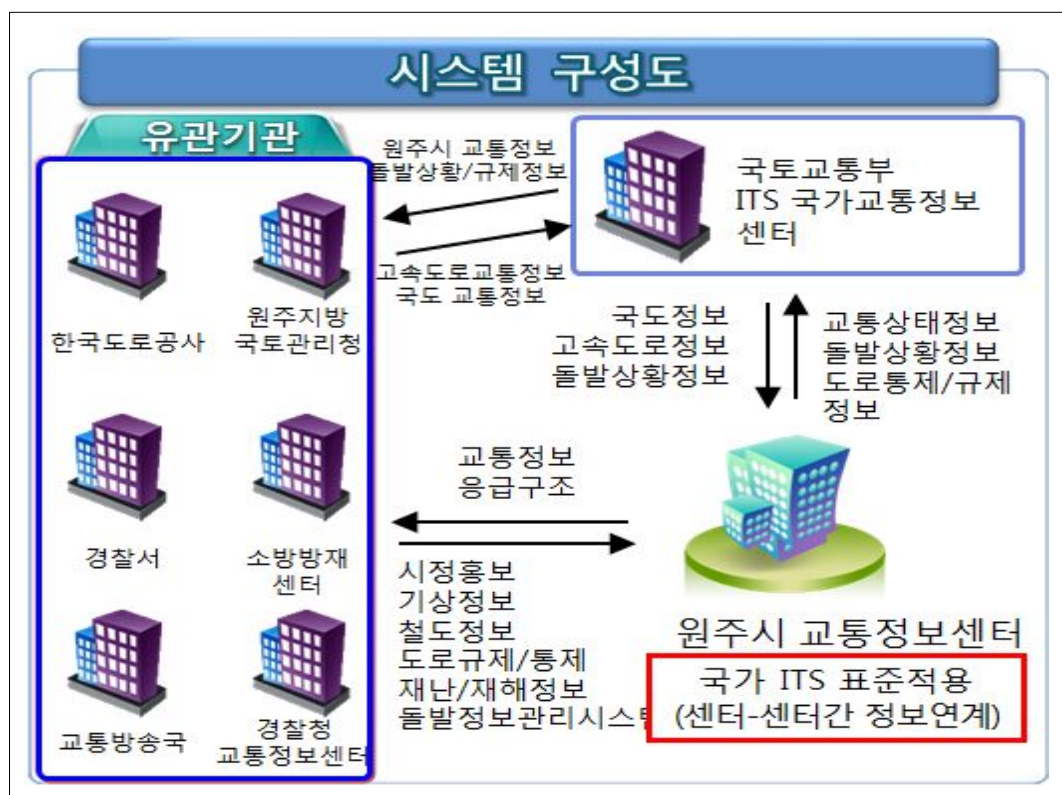 시스템 구성도
유관기관
한국도로공사
원주지방
국토관리청
경찰서
소방방재
센터
교통방송국
경찰청
교통정보센터
원주시 교통정보
돌발상황/규제정보
고속도로교통정보
국도 교통정보
국토교통부
ITS 국가교통정보
센터
국도정보
고속도로정보
돌발상황정보
교통상태정보
돌발상황정보
도로통제/규제
정보
교통정보
응급구조
시정홍보
기상정보
철도정보
도로규제/통제
재난/재해정보
돌발정보관리시스템
원주시 교통정보센터
국가 ITS 표준적용
(센터-센터간 정보연계)